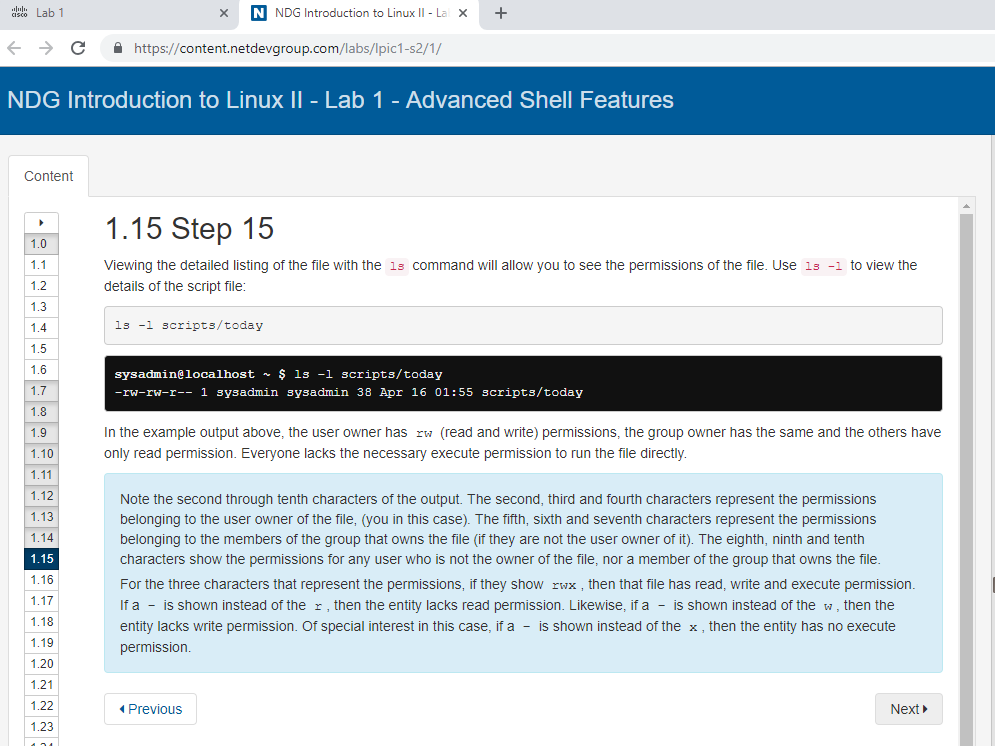 Lab 1
NDG Introduction to Linux II - La
https://content.netdevgroup.com/labs/lpic1-s2/1/
NDG Introduction to Linux II - Lab 1 - Advanced Shell Features
Content
1.0
1.1
1.2
1.3
1.4
1.5
1.6
1.7
1.8
1.9
1.10
1.11
1.12
1.13
1.14
1.15
1.16
1.17
1.18
1.19
1.20
1.21
1.22
1.23
1.24
1.15 Step 15
Viewing the detailed listing of the file with the ls command will allow you to see the permissions of the file. Use ls -l to view the
details of the script file:
ls -l scripts/today
sysadmin@localhost ~ $ ls -l scripts/today
-rw-rw-r-- 1 sysadmin sysadmin 38 Apr 16 01:55 scripts/today
In the example output above, the user owner has rw (read and write) permissions, the group owner has the same and the others have
only read permission. Everyone lacks the necessary execute permission to run the file directly.
Note the second through tenth characters of the output. The second, third and fourth characters represent the permissions
belonging to the user owner of the file, (you in this case). The fifth, sixth and seventh characters represent the permissions
belonging to the members of the group that owns the file (if they are not the user owner of it). The eighth, ninth and tenth
characters show the permissions for any user who is not the owner of the file, nor a member of the group that owns the file.
For the three characters that represent the permissions, if they show rwx , then that file has read, write and execute permission.
If a - is shown instead of the r , then the entity lacks read permission. Likewise, if a - is shown instead of the w , then the
entity lacks write permission. Of special interest in this case, if a - is shown instead of the x , then the entity has no execute
permission.
Previous
Next